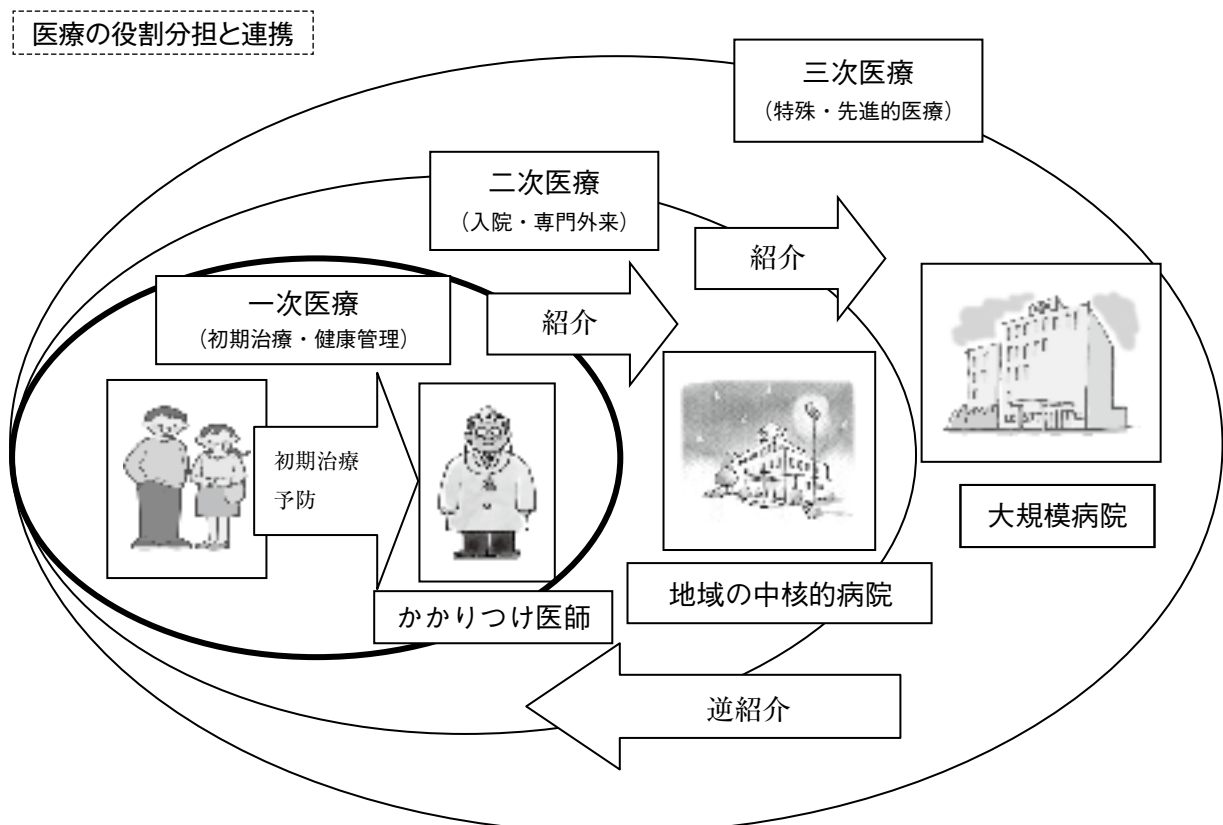 医療の役割分担と連携
三次医療
（特殊・先進的医療）
二次医療
（入院・専門外来）
紹介
一次医療
（初期治療・健康管理）
紹介
初期治療
予防
大規模病院
地域の中核的病院
かかりつけ医師
逆紹介